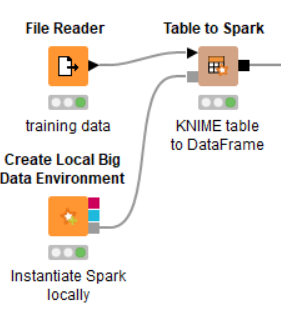 File Reader
training data
Table to Spark
KNIME table
to DataFrame
Create Local Big
Data Environment
Instantiate Spark
locally